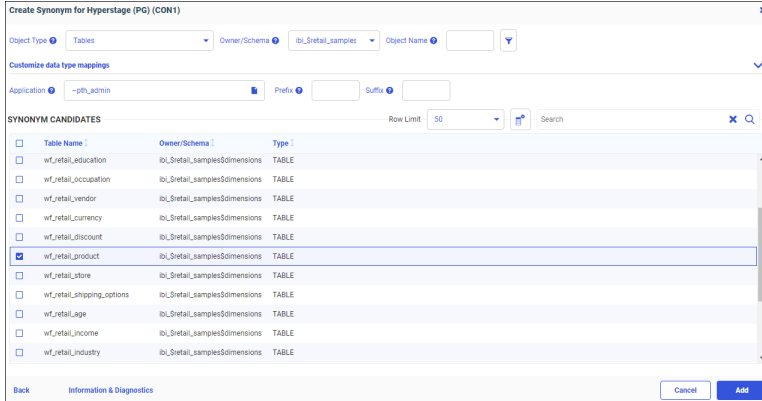 Create Synonym for Hyperstage (PG) (CON1)
Object Type Tables Owner/Schema ibi_$retail_samples Object Name
Customize data type mappings
Application ~pth_admin Prefix Suffix
SYNONYM CANDIDATES Row Limit 50 Search
Table Name Owner/Schema Type
wf_retail_education ibi_$retail_samples$dimensions TABLE
wf_retail_occupation ibi_$retail_samples$dimensions TABLE
wf_retail_vendor ibi_$retail_samples$dimensions TABLE
wf_retail_currency ibi_$retail_samples$dimensions TABLE
wf_retail_discount ibi_$retail_samples$dimensions TABLE
wf_retail_product ibi_$retail_samples$dimensions TABLE
wf_retail_store ibi_$retail_samples$dimensions TABLE
wf_retail_shipping_options ibi_$retail_samples$dimensions TABLE
wf_retail_age ibi_$retail_samples$dimensions TABLE
wf_retail_income ibi_$retail_samples$dimensions TABLE
wf_retail_industry ibi_$retail_samples$dimensions TABLE
Back Information & Diagnostics Cancel Add